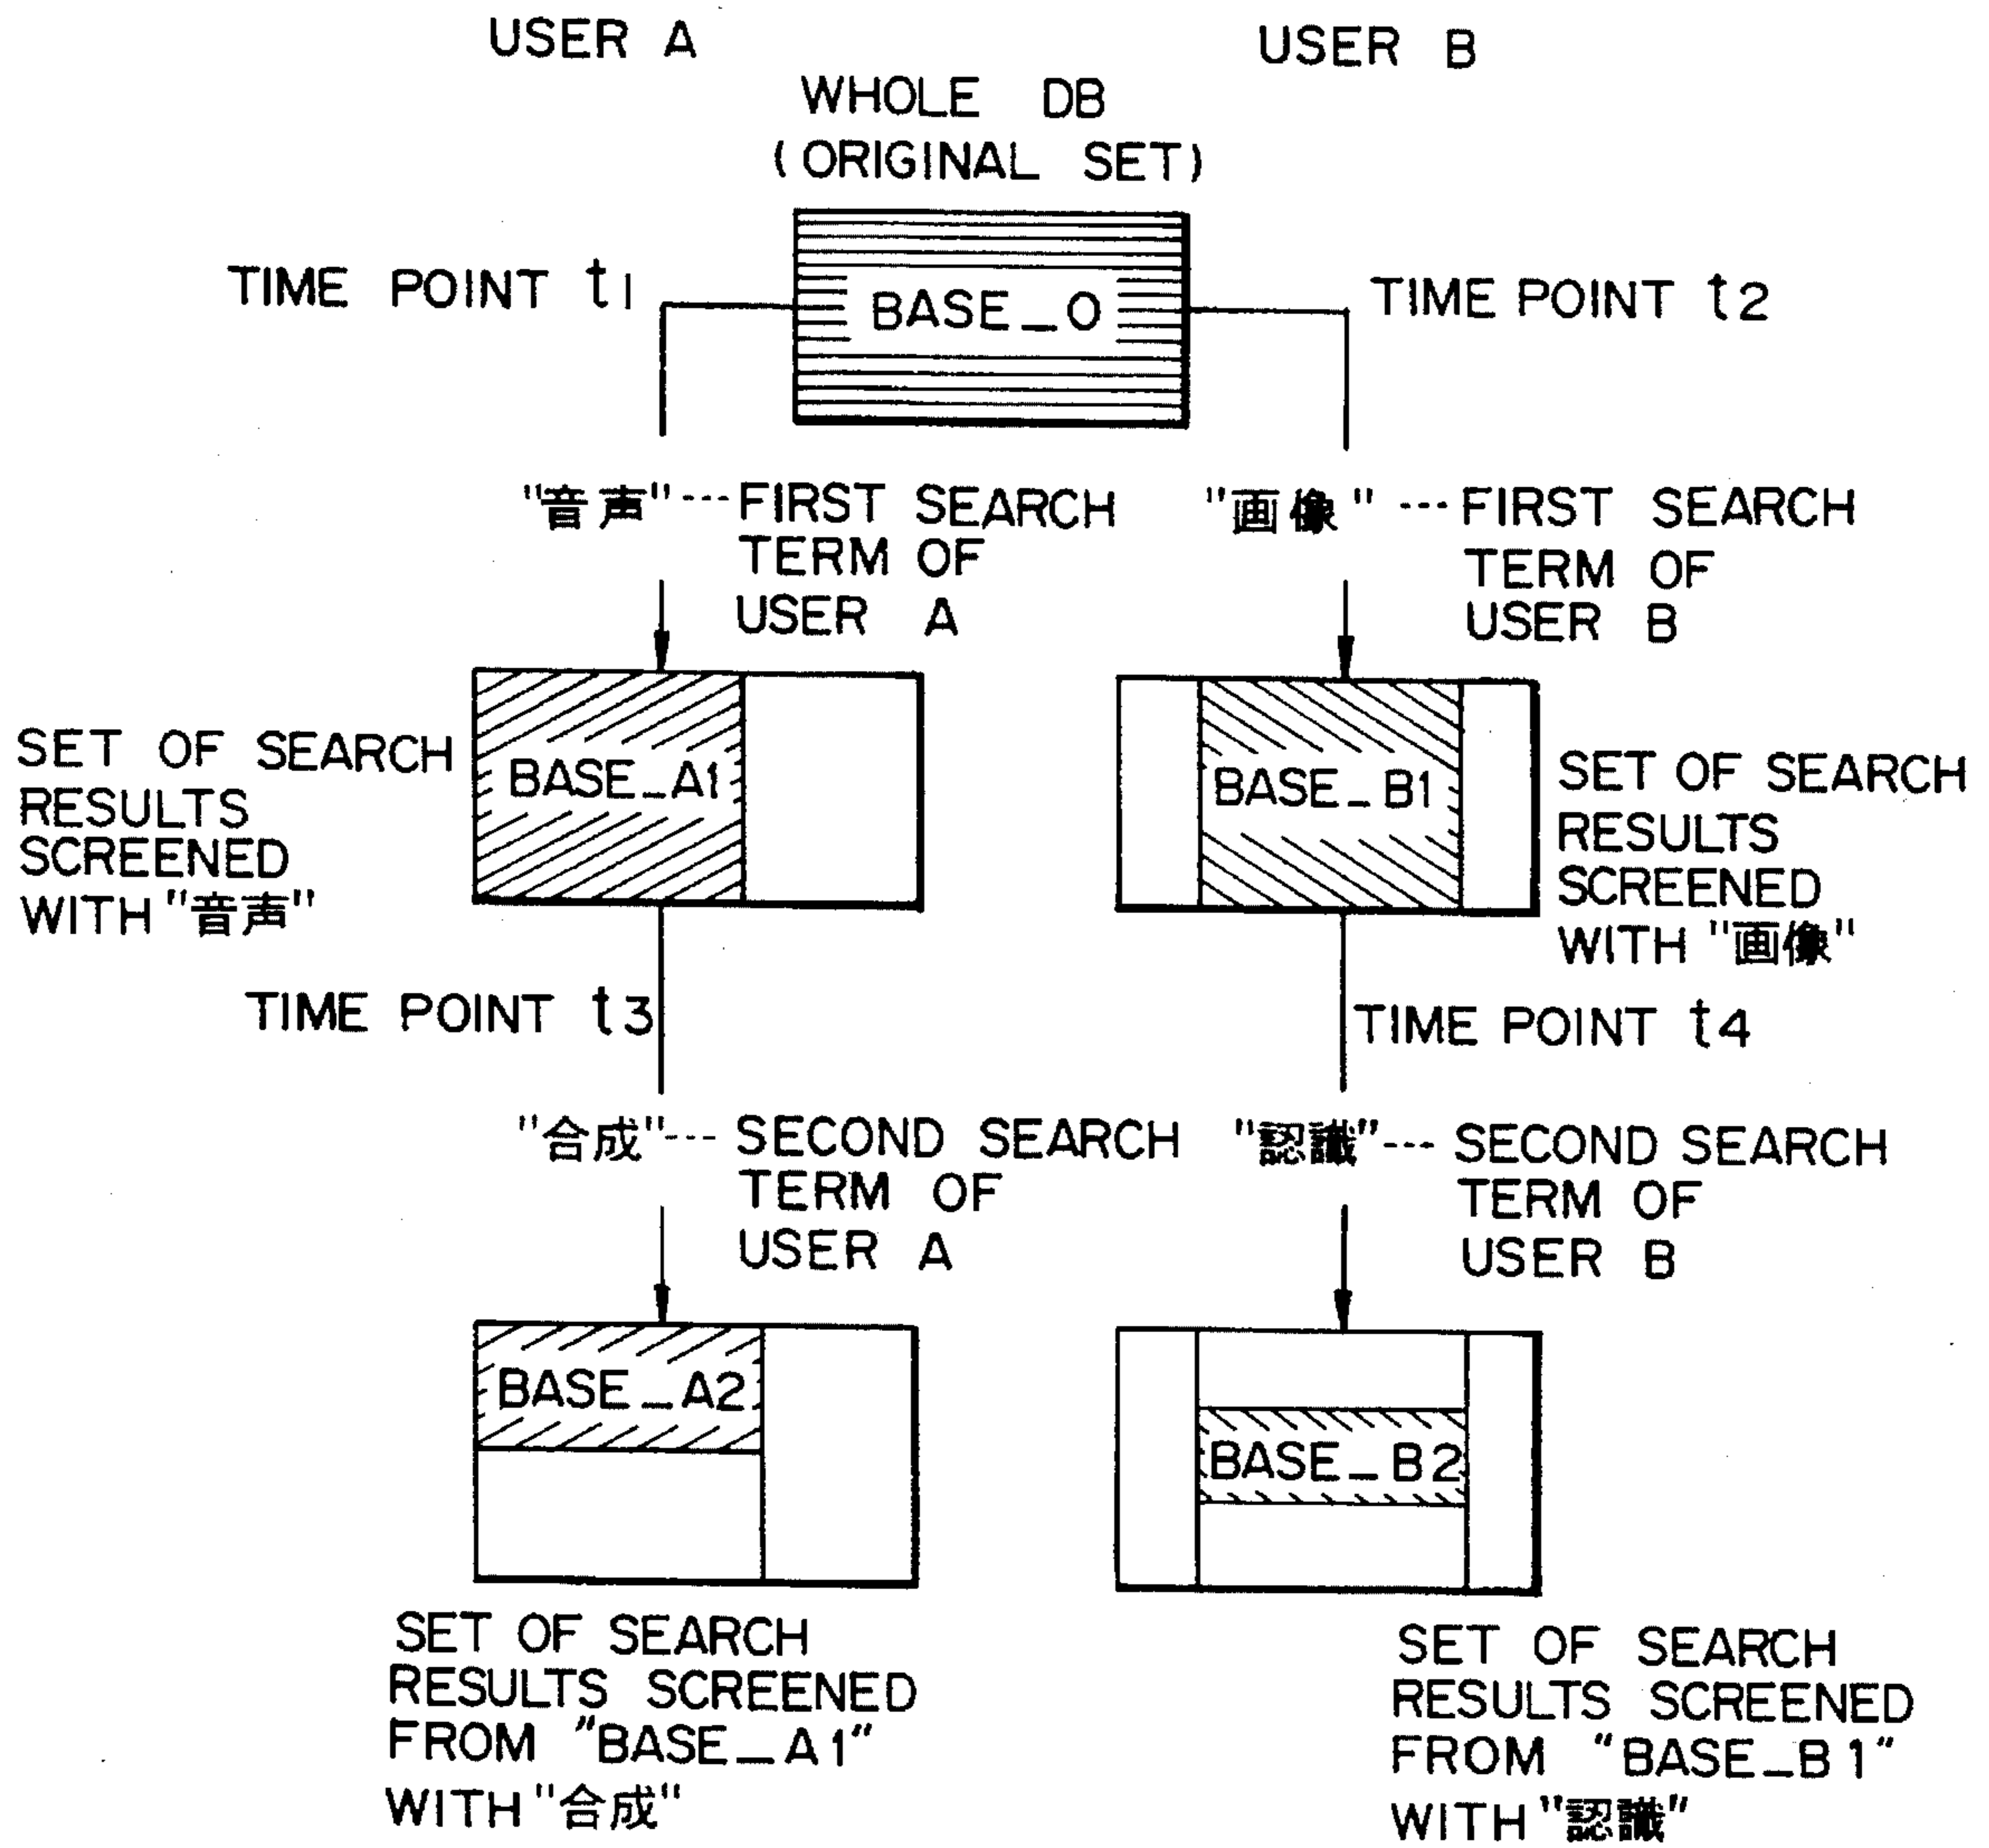 USER A
USER B
WHOLE DB
(ORIGINAL SET)
BASE_0
TIME POINT t1
TIME POINT t2
"音声"---FIRST SEARCH
TERM OF
USER A
"画像"---FIRST SEARCH
TERM OF
USER B
SET OF SEARCH
RESULTS
SCREENED
WITH "音声"
BASE_A1
BASE_B1
SET OF SEARCH
RESULTS
SCREENED
WITH "画像"
TIME POINT t3
TIME POINT t4
"合成"--- SECOND SEARCH
TERM OF
USER A
"認識"--- SECOND SEARCH
TERM OF
USER B
BASE_A2
BASE_B2
SET OF SEARCH
RESULTS SCREENED
FROM "BASE_A1"
WITH "合成"
SET OF SEARCH
RESULTS SCREENED
FROM "BASE_B1"
WITH "認識"